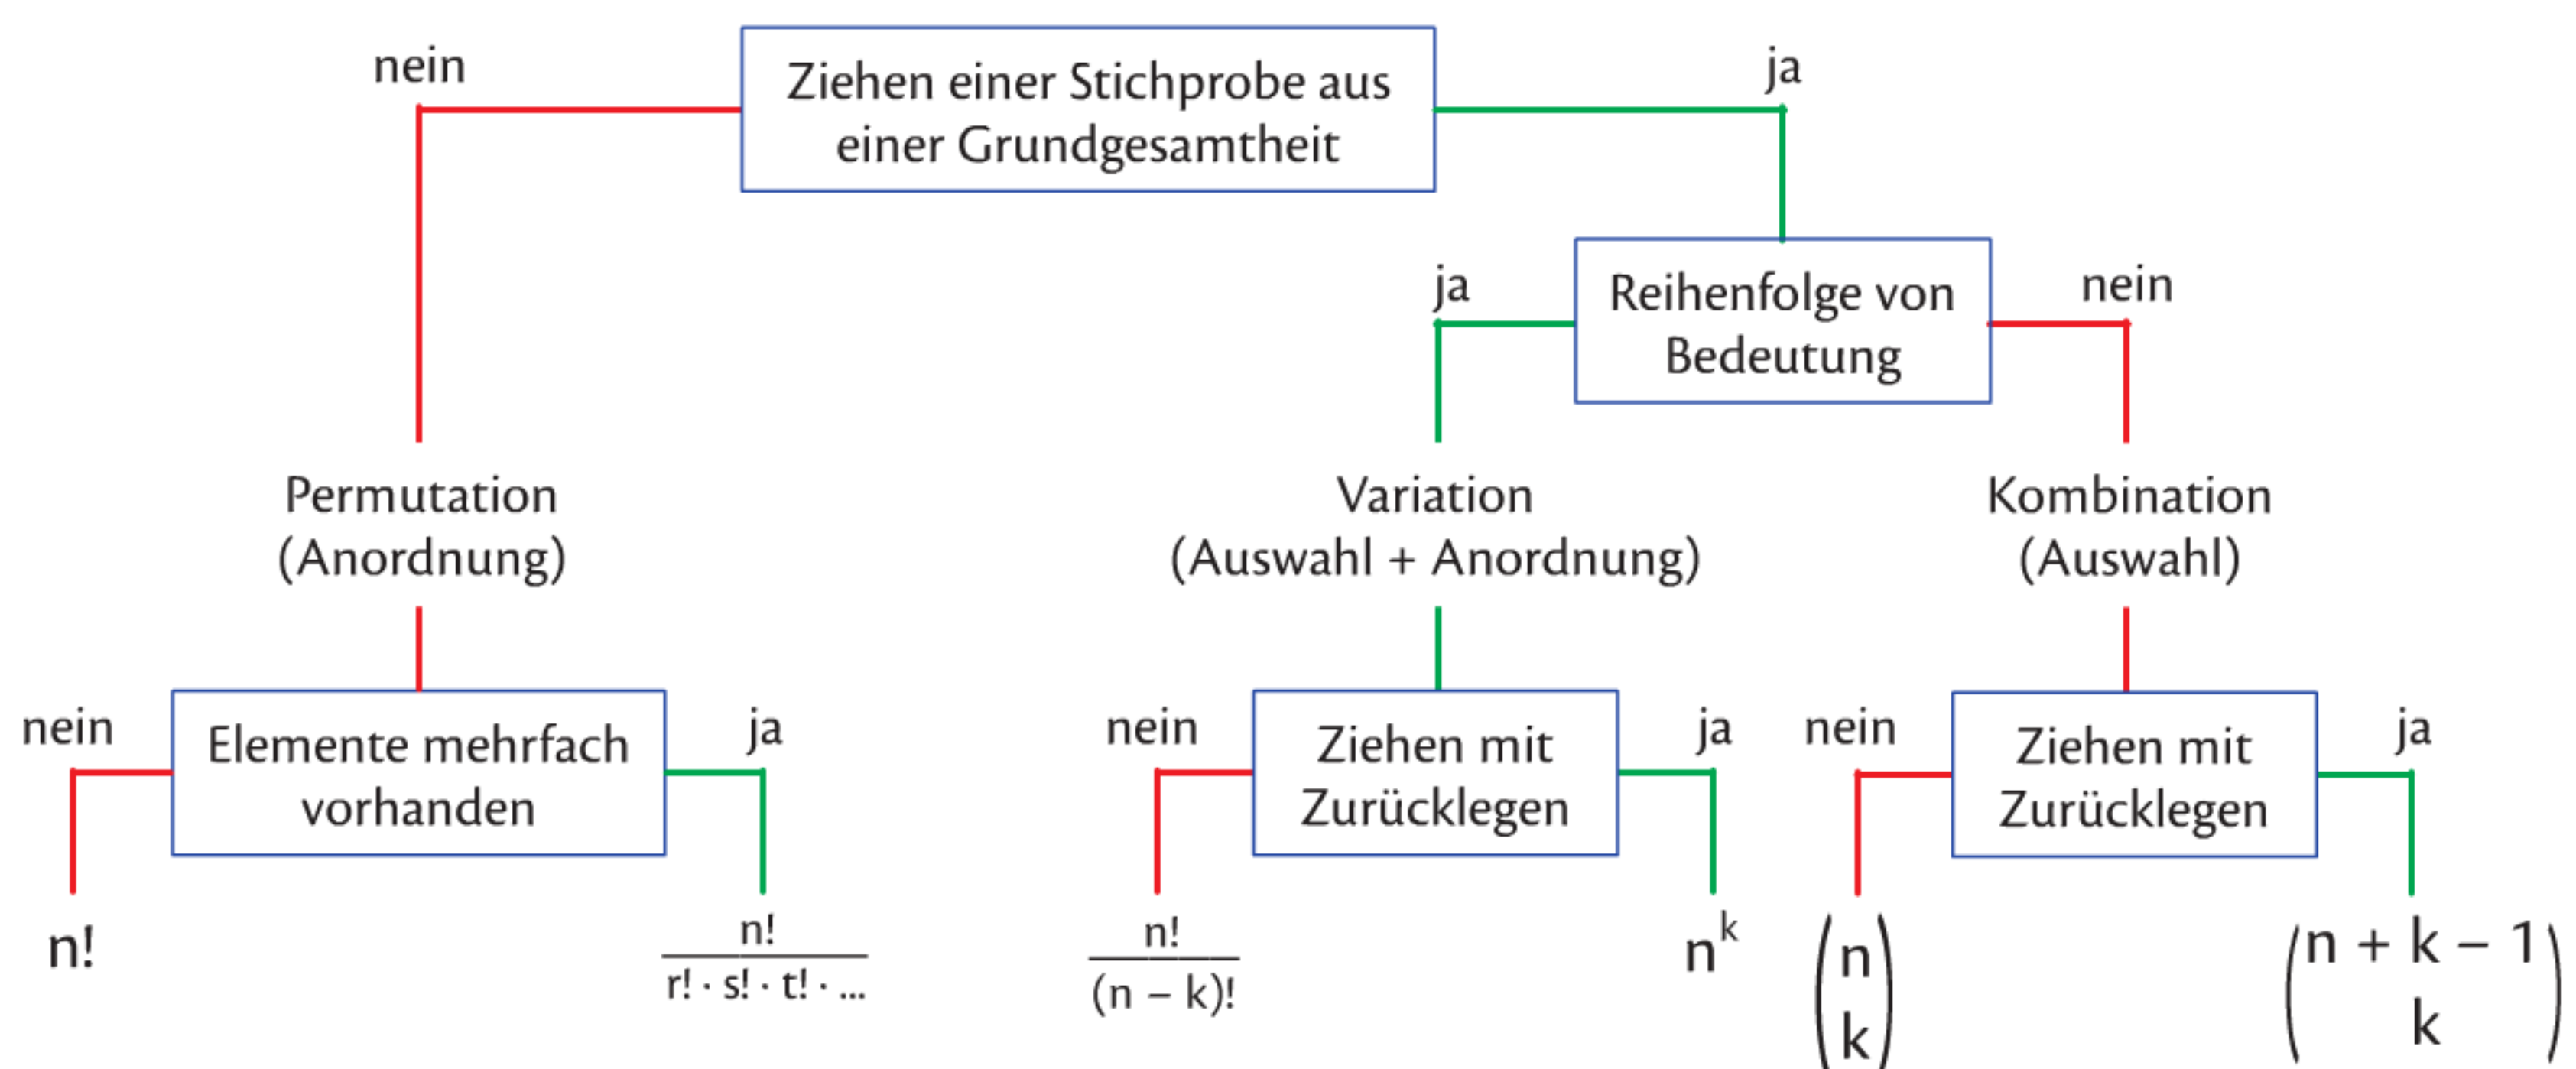 nein
Ziehen einer Stichprobe aus
einer Grundgesamtheit
ja
ja
Reihenfolge von
Bedeutung
nein
Permutation
(Anordnung)
Variation
(Auswahl + Anordnung)
Kombination
(Auswahl)
nein
Elemente mehrfach
vorhanden
ja
nein
Ziehen mit
Zurücklegen
ja
nein
Ziehen mit
Zurücklegen
ja
n!
n!
r! · s! · t! · ...
n!
(n – k)!
n^k
(n
k)
(n + k – 1
k)